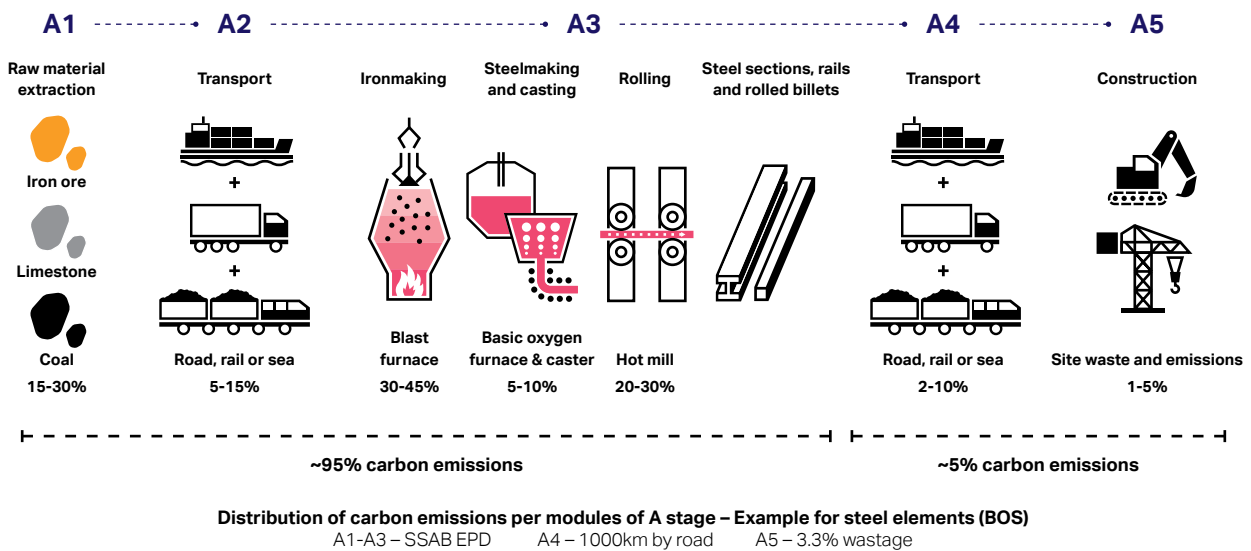 A1
A2
A3
A4
A5
Raw material
extraction
Transport
Ironmaking
Steelmaking
and casting
Rolling
Steel sections, rails
and rolled billets
Transport
Construction
+
+
Iron ore
Limestone
Coal
15-30%
Road, rail or sea
5-15%
Blast
furnace
30-45%
Basic oxygen
furnace & caster
5-10%
Hot mill
20-30%
+
+
Road, rail or sea
2-10%
Site waste and emissions
1-5%
~95% carbon emissions
~5% carbon emissions
Distribution of carbon emissions per modules of A stage – Example for steel elements (BOS)
A1-A3 – SSAB EPD A4 – 1000km by road A5 – 3.3% wastage